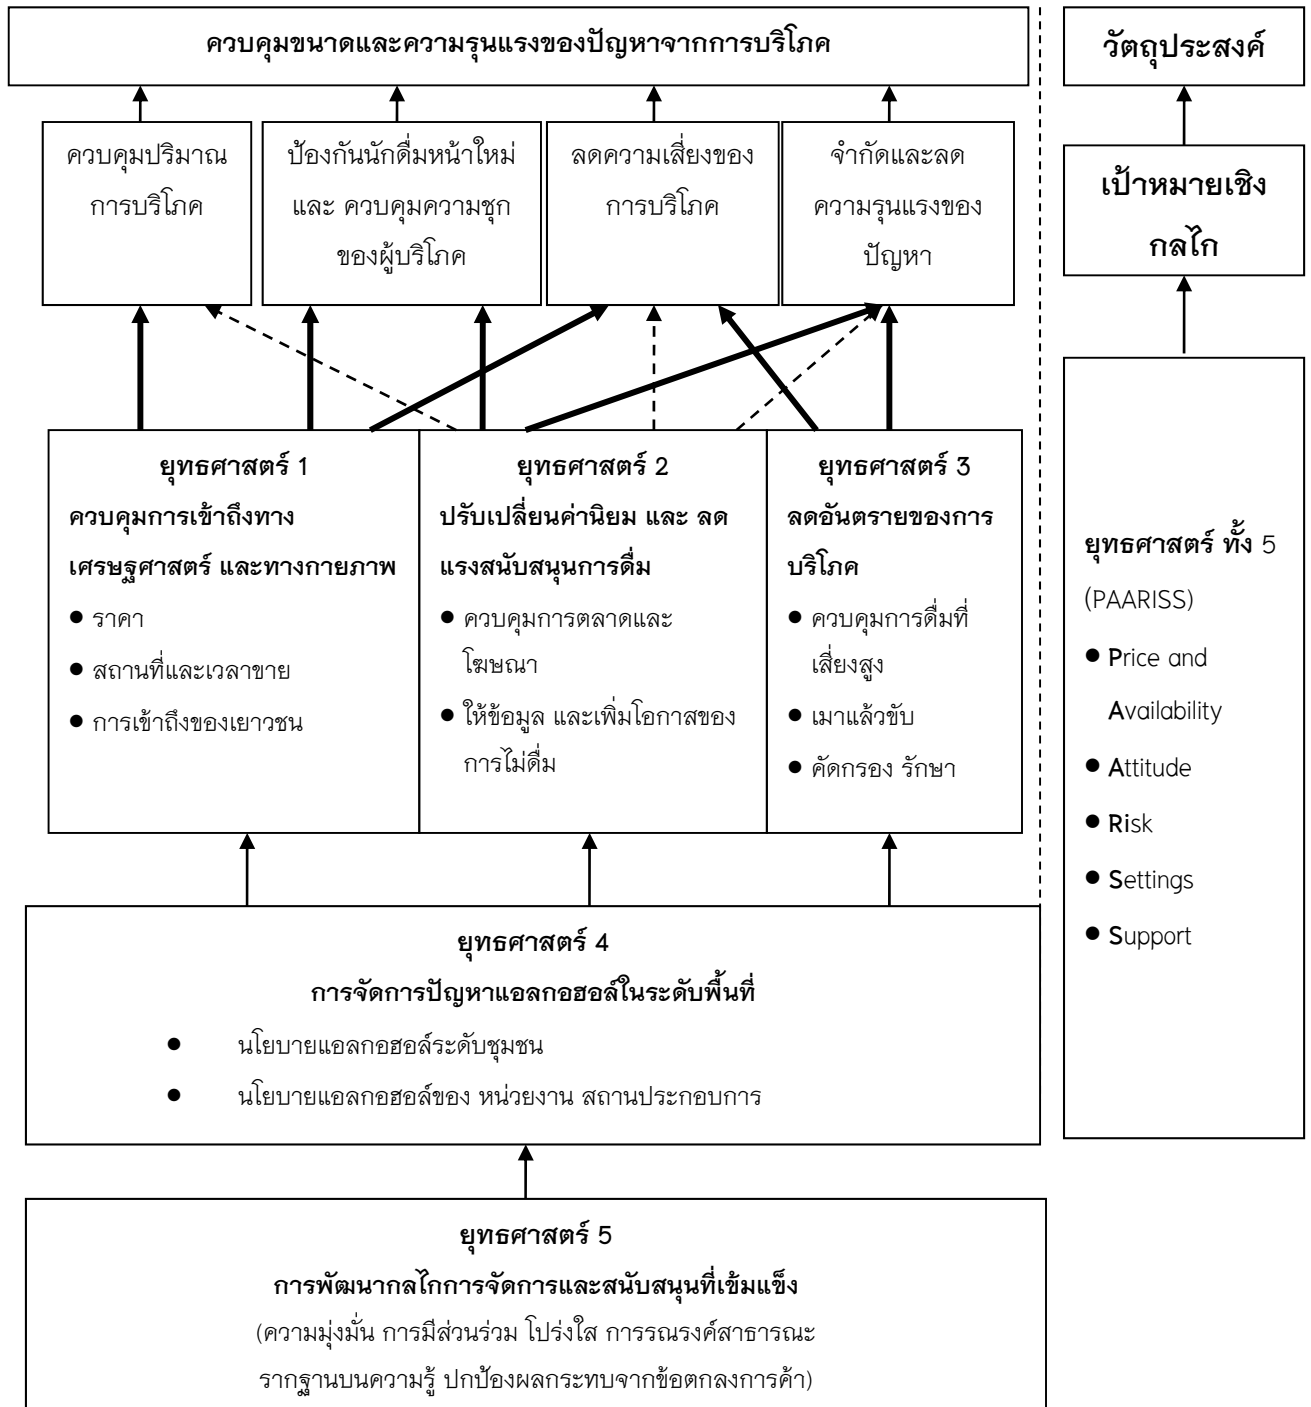 ควบคุมขนาดและความรุนแรงของปัญหาจากการบริโภค
วัตถุประสงค์
ควบคุมปริมาณ
การบริโภค
ป้องกันนักดื่มหน้าใหม่
และ ควบคุมความชุก
ของผู้บริโภค
ลดความเสี่ยงของ
การบริโภค
จำกัดและลด
ความรุนแรงของ
ปัญหา
เป้าหมายเชิง
กลไก
ยุทธศาสตร์ 1
ควบคุมการเข้าถึงทาง
เศรษฐศาสตร์ และทางกายภาพ
● ราคา
● สถานที่และเวลาขาย
● การเข้าถึงของเยาวชน
ยุทธศาสตร์ 2
ปรับเปลี่ยนค่านิยม และ ลด
แรงสนับสนุนการดื่ม
● ควบคุมการตลาดและ
โฆษณา
● ให้ข้อมูล และเพิ่มโอกาสของ
การไม่ดื่ม
ยุทธศาสตร์ 3
ลดอันตรายของการ
บริโภค
● ควบคุมการดื่มที่
เสี่ยงสูง
● เมาแล้วขับ
● คัดกรอง รักษา
ยุทธศาสตร์ ทั้ง 5
(PAARISS)
● Price and
Availability
● Attitude
● Risk
● Settings
● Support
ยุทธศาสตร์ 4
การจัดการปัญหาแอลกอฮอล์ในระดับพื้นที่
● นโยบายแอลกอฮอล์ระดับชุมชน
● นโยบายแอลกอฮอล์ของ หน่วยงาน สถานประกอบการ
ยุทธศาสตร์ 5
การพัฒนากลไกการจัดการและสนับสนุนที่เข้มแข็ง
(ความมุ่งมั่น การมีส่วนร่วม โปร่งใส การรณรงค์สาธารณะ
รากฐานบนความรู้ ปกป้องผลกระทบจากข้อตกลงการค้า)